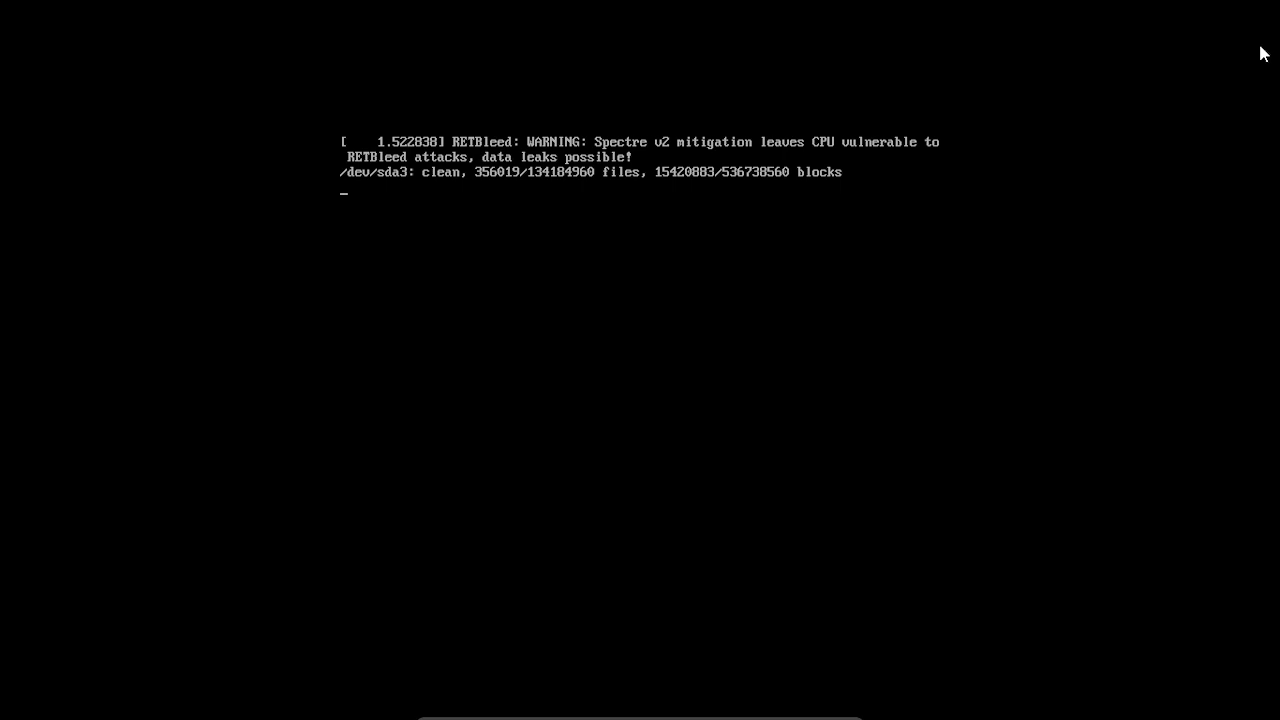 [    1.522838] RETBleed: WARNING: Spectre v2 mitigation leaves CPU vulnerable to
 RETBleed attacks, data leaks possible!
/dev/sda3: clean, 356019/134184960 files, 15420883/536738560 blocks
_